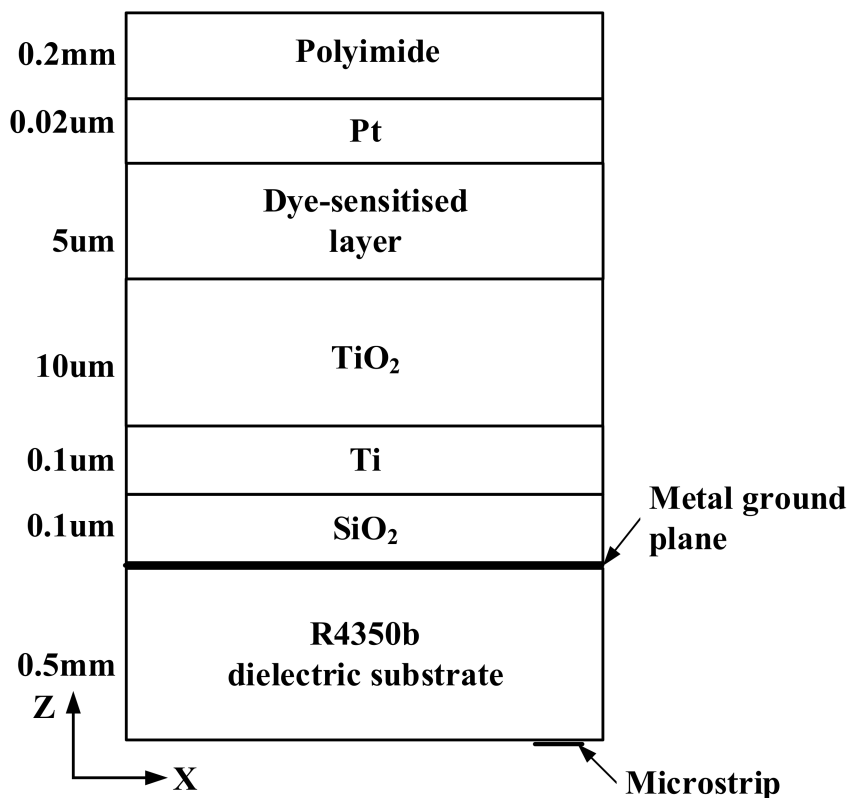 0.2mm
Polyimide
0.02um
Pt
Dye-sensitised
layer
5um
TiO₂
10um
Ti
0.1um
SiO₂
0.1um
Metal ground
plane
R4350b
dielectric substrate
0.5mm
Z
X
Microstrip